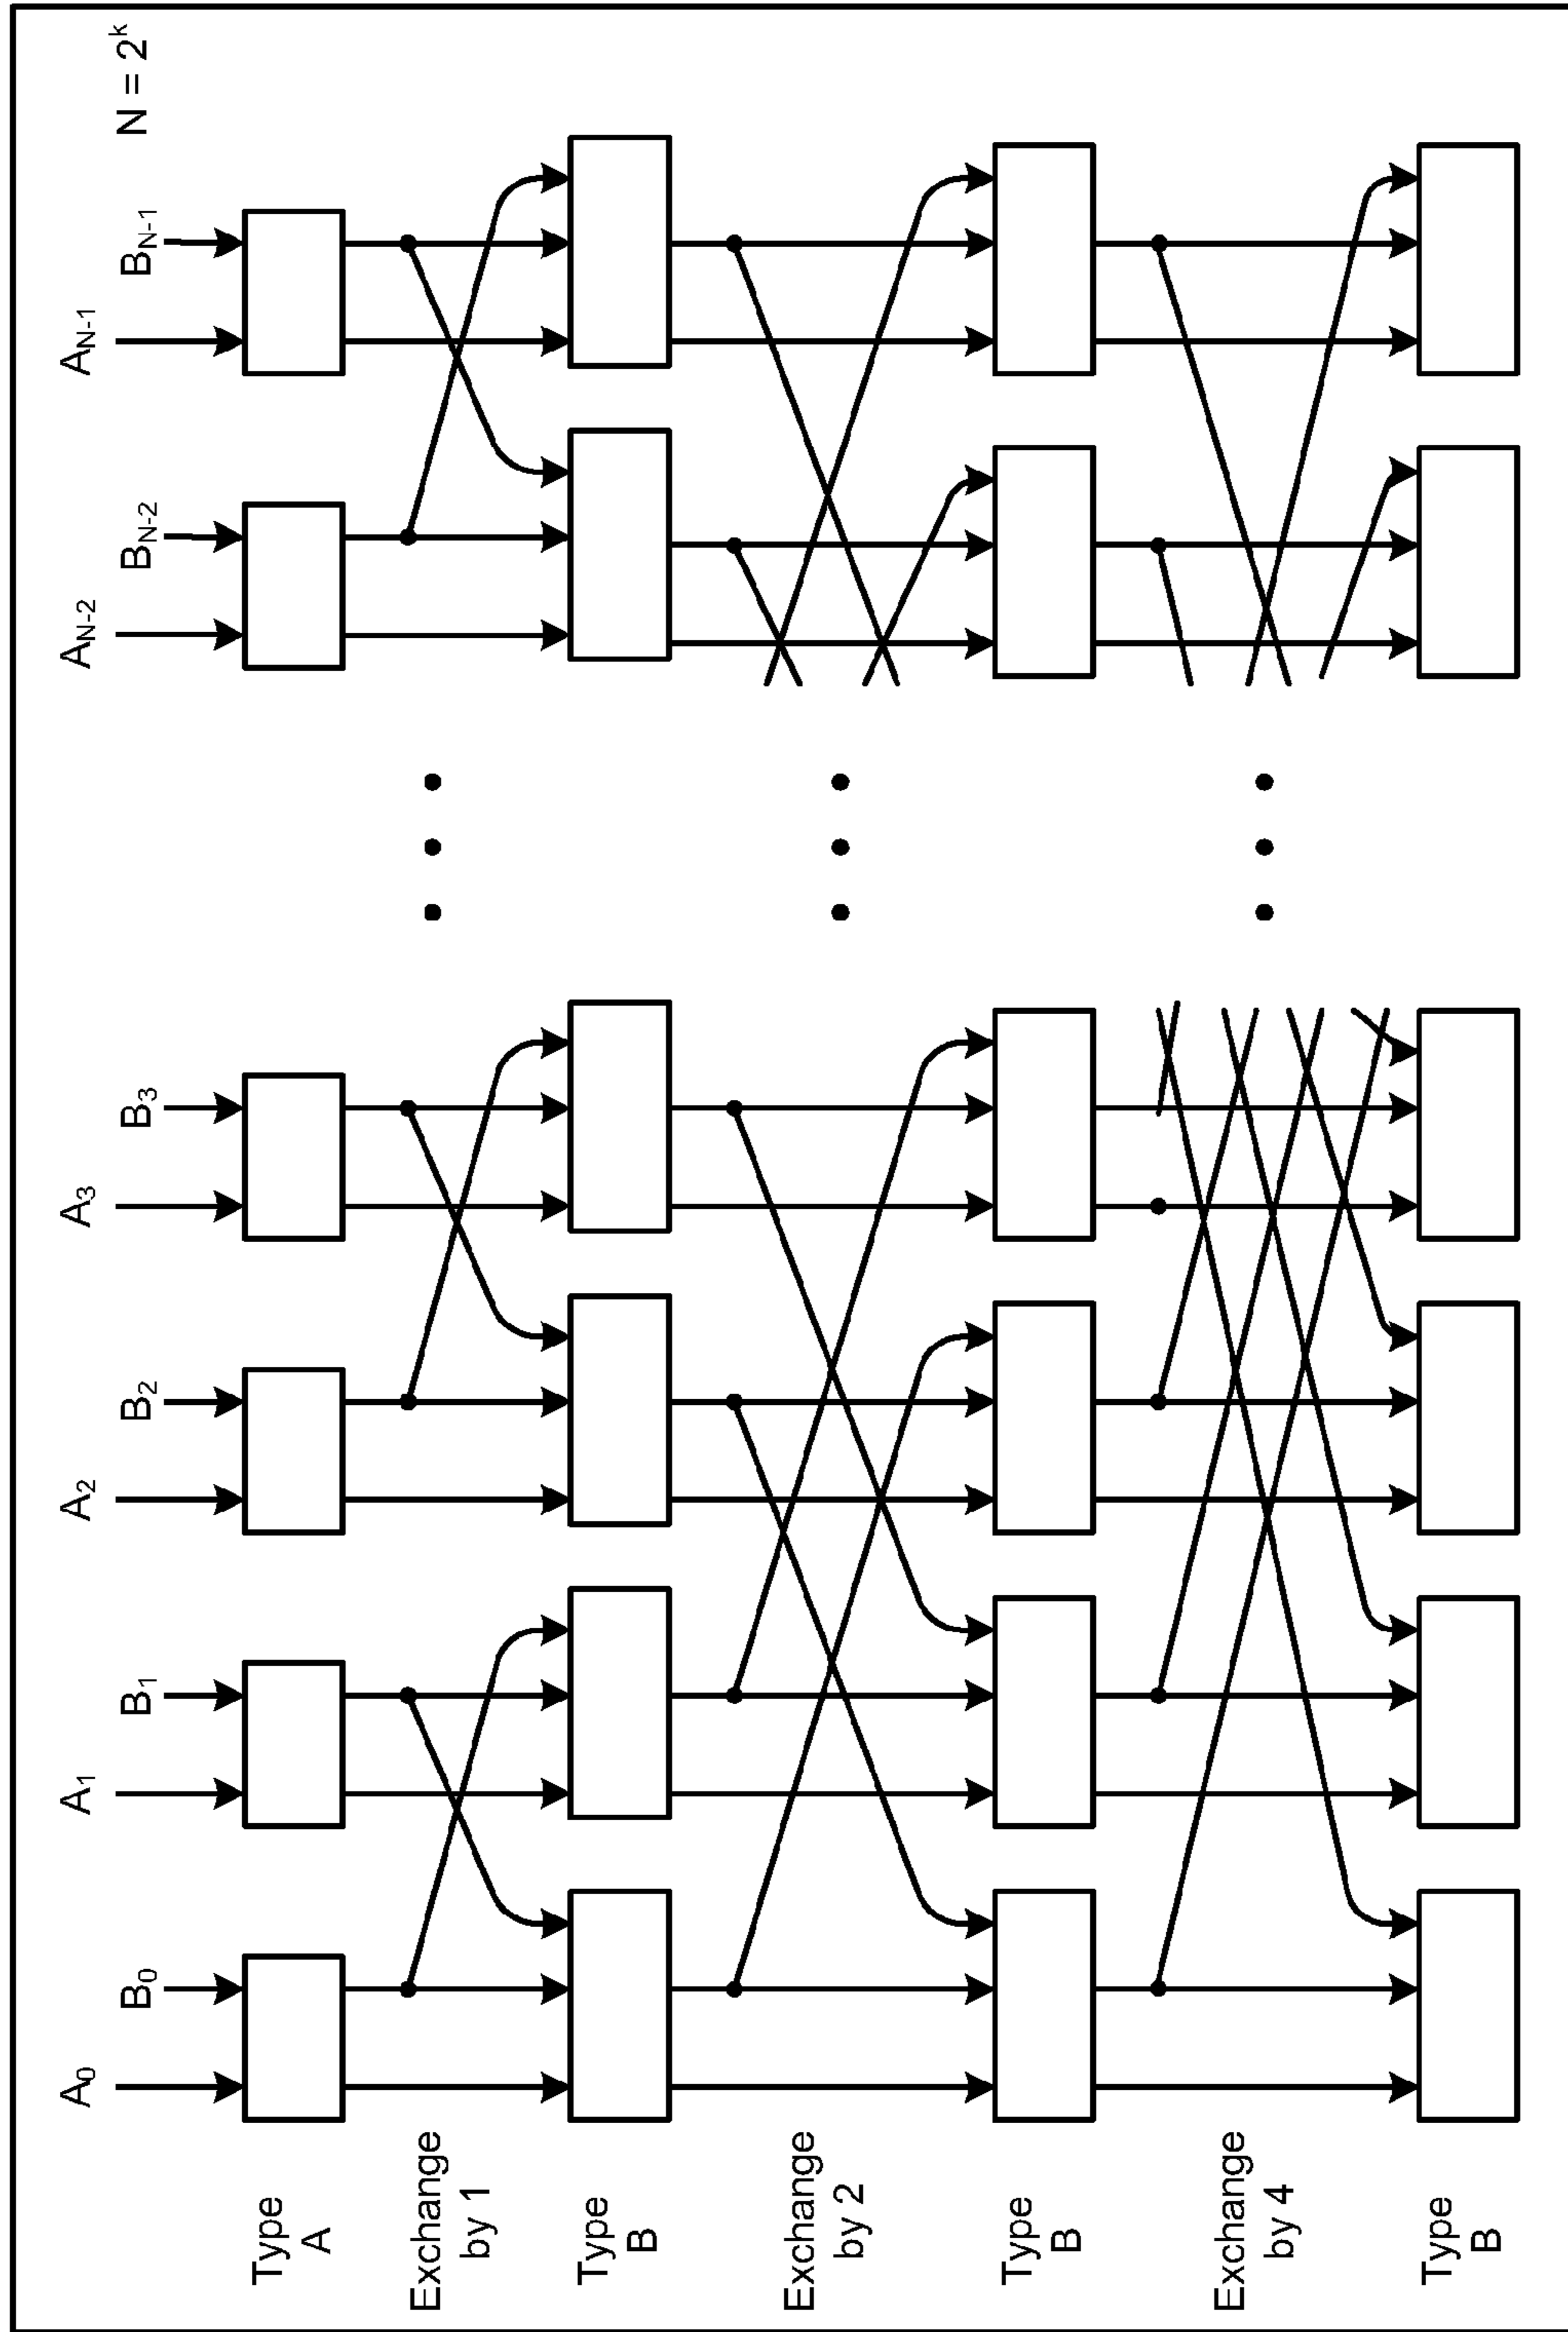 N = 2^k
A0 B0 A1 B1 A2 B2 A3 B3 AN-2 BN-2 AN-1 BN-1
Type
A
Exchange
by 1
Type
B
Exchange
by 2
Type
B
Exchange
by 4
Type
B